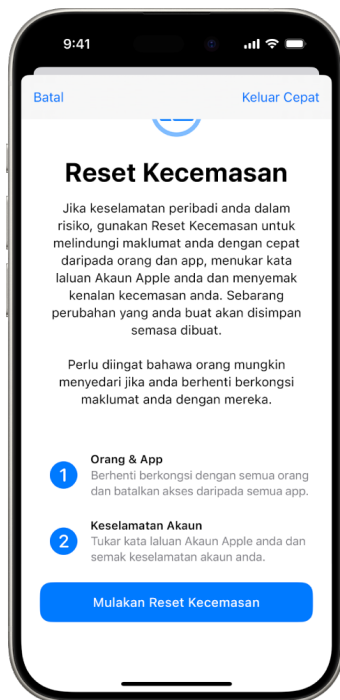 9:41
Batal
Keluar Cepat
Reset Kecemasan
Jika keselamatan peribadi anda dalam
risiko, gunakan Reset Kecemasan untuk
melindungi maklumat anda dengan cepat
daripada orang dan app, menukar kata
laluan Akaun Apple anda dan menyemak
kenalan kecemasan anda. Sebarang
perubahan yang anda buat akan disimpan
semasa dibuat.
Perlu diingat bahawa orang mungkin
menyedari jika anda berhenti berkongsi
maklumat anda dengan mereka.
1
Orang & App
Berhenti berkongsi dengan semua orang
dan batalkan akses daripada semua app.
2
Keselamatan Akaun
Tukar kata laluan Akaun Apple anda dan
semak keselamatan akaun anda.
Mulakan Reset Kecemasan